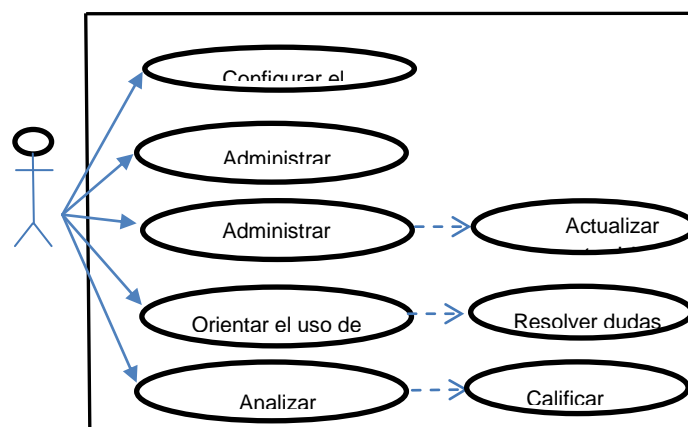 Configurar el
Administrar
Administrar
Actualizar
Orientar el uso de
Resolver dudas
Analizar
Calificar